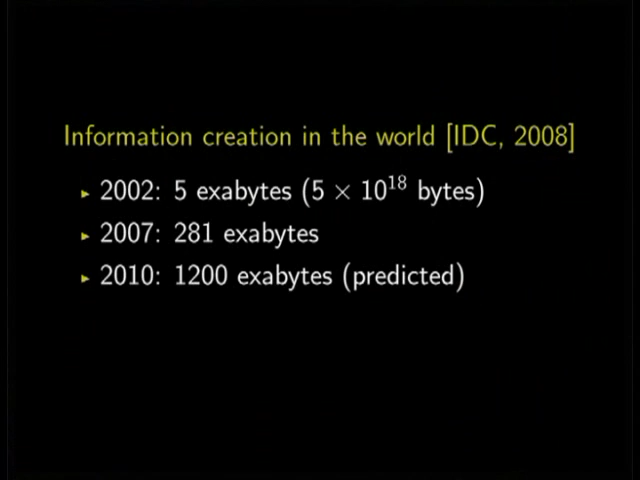 Information creation in the world [IDC, 2008]
▸ 2002: 5 exabytes (5 × 10¹⁸ bytes)
▸ 2007: 281 exabytes
▸ 2010: 1200 exabytes (predicted)